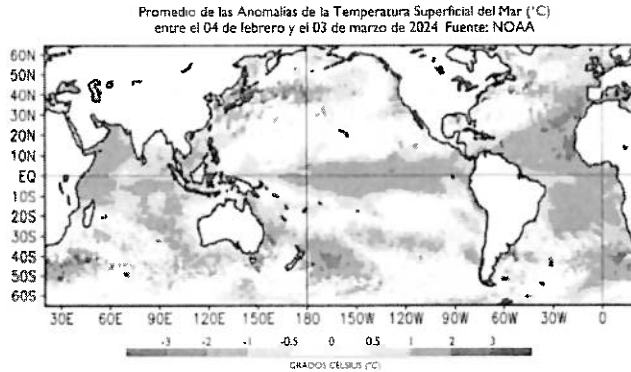 Promedio de las Anomalías de la Temperatura Superficial del Mar (°C)
entre el 04 de febrero y el 03 de marzo de 2024 Fuente: NOAA
60N
50N
40N
30N
20N
10N
EQ
10S
20S
30S
40S
50S
60S
30E 60E 90E 120E 150E 180 150W 120W 90W 60W 30W 0
-3 -2 -1 -0.5 0 0.5 1 2 3
GRADOS CELSIUS (°C)